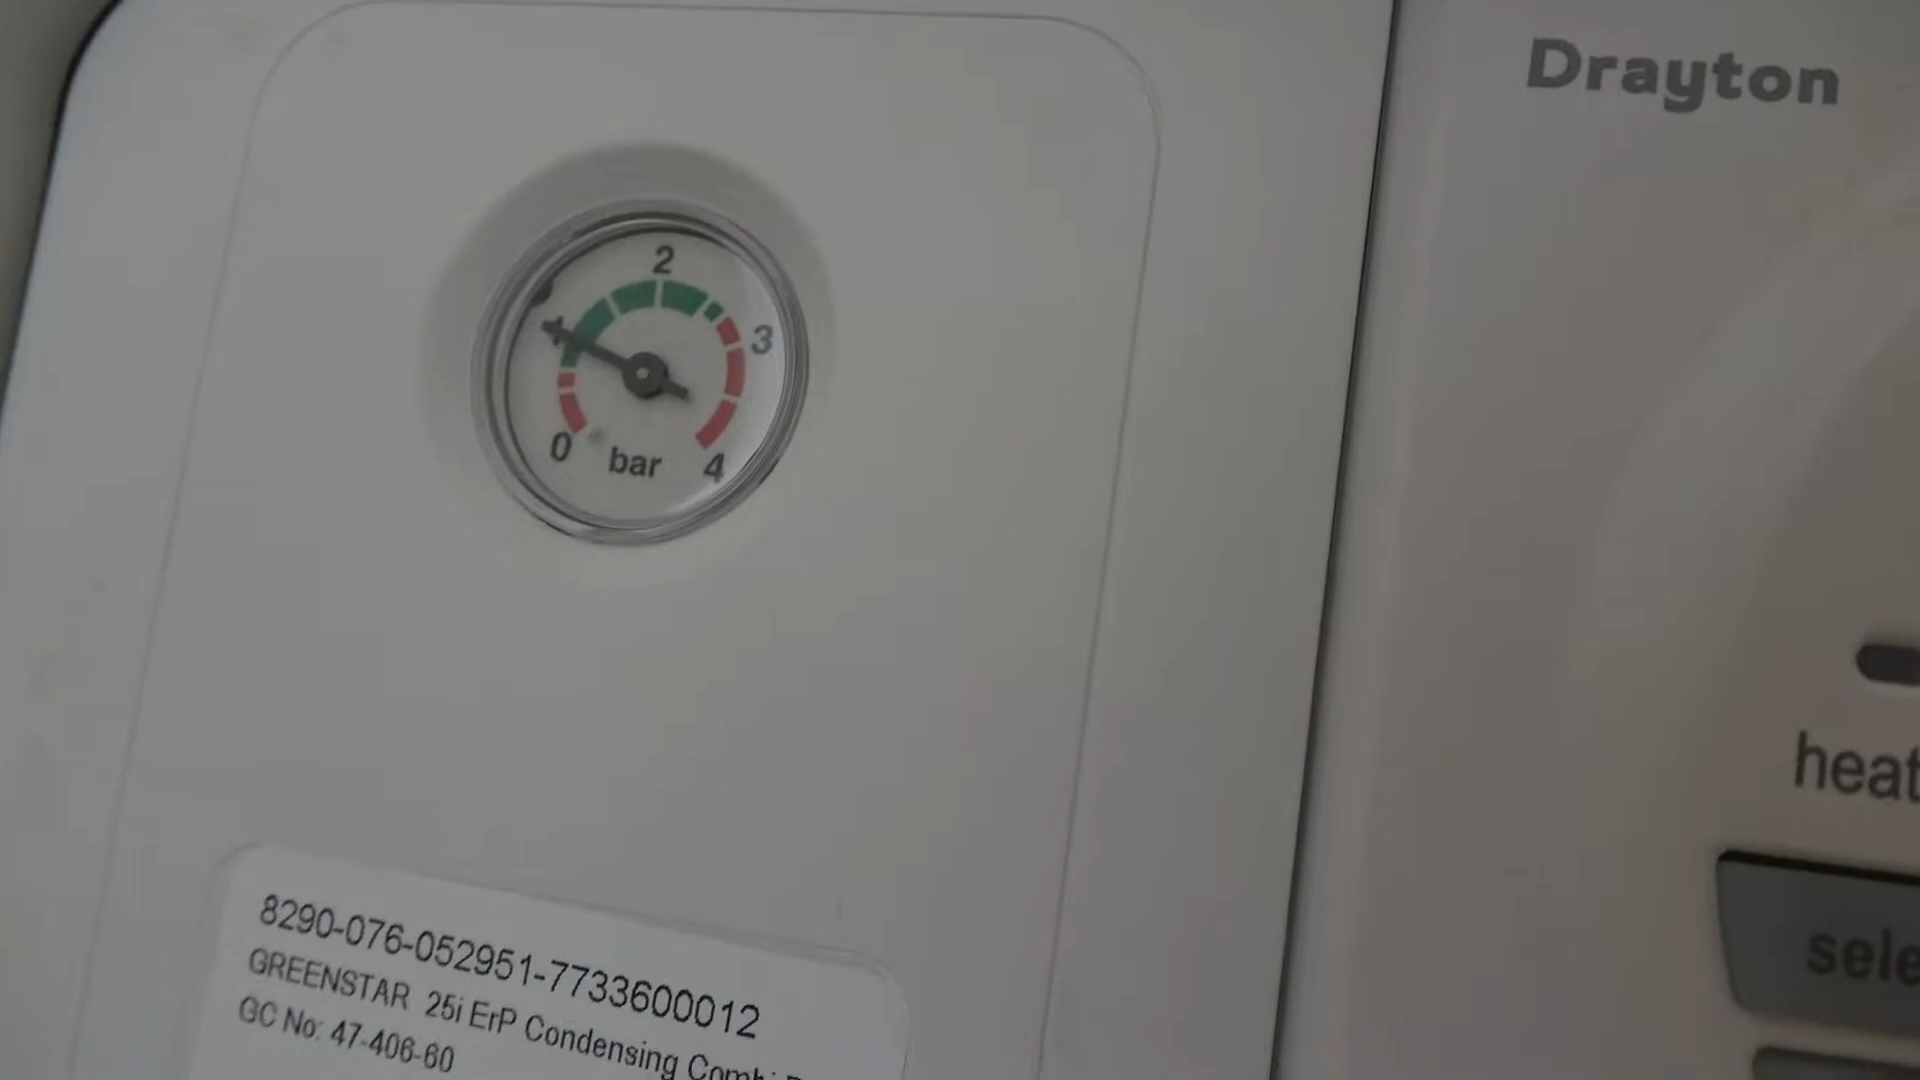 Drayton
2
1
3
0
bar
4
heat
sele
8290-076-052951-7733600012
GREENSTAR 25i ErP Condensing
GC No: 47-406-60